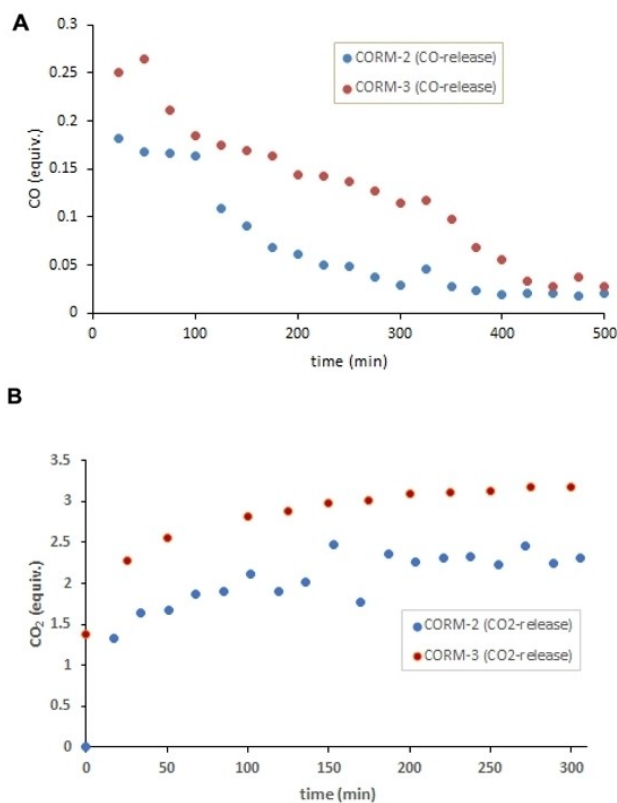 A
0.3
0.25
0.2
0.15
0.1
0.05
0
CO (equiv.)
CORM-2 (CO-release)
CORM-3 (CO-release)
0 100 200 300 400 500
time (min)
B
3.5
3
2.5
2
1.5
1
0.5
0
CO₂ (equive.)
CORM-2 (CO2-release)
CORM-3 (CO2-release)
0 50 100 150 200 250 300
time (min)